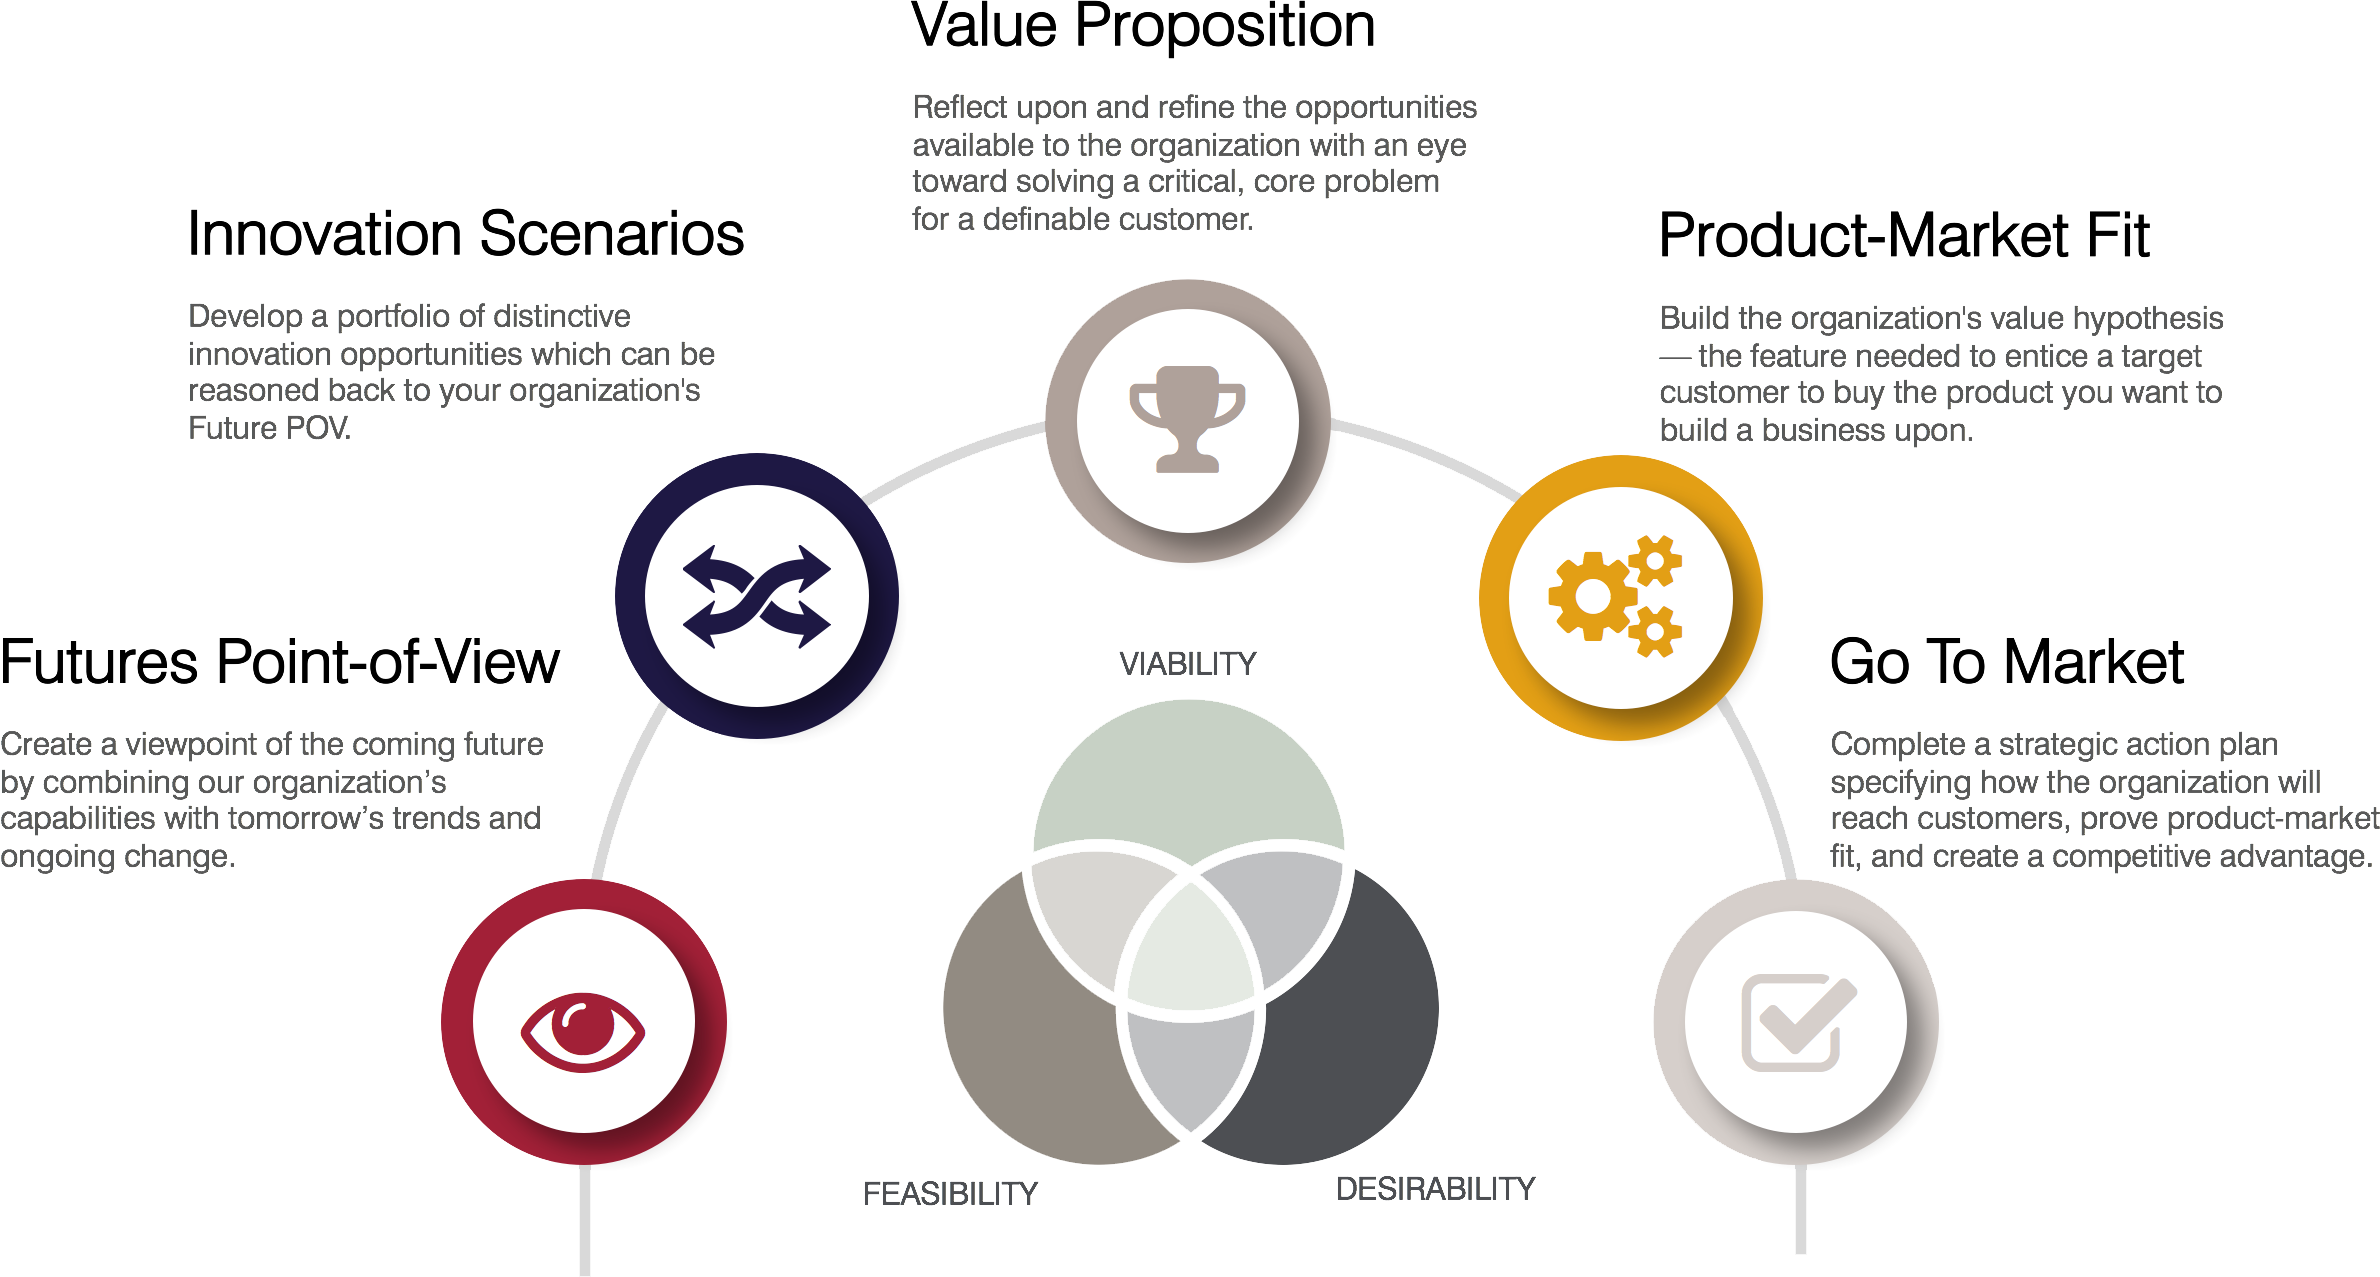 Value Proposition
Reflect upon and refine the opportunities
available to the organization with an eye
toward solving a critical, core problem
for a definable customer.
Innovation Scenarios
Develop a portfolio of distinctive
innovation opportunities which can be
reasoned back to your organization's
Future POV.
Product-Market Fit
Build the organization's value hypothesis
— the feature needed to entice a target
customer to buy the product you want to
build a business upon.
Futures Point-of-View
Create a viewpoint of the coming future
by combining our organization’s
capabilities with tomorrow’s trends and
ongoing change.
VIABILITY
Go To Market
Complete a strategic action plan
specifying how the organization will
reach customers, prove product-market
fit, and create a competitive advantage.
FEASIBILITY
DESIRABILITY